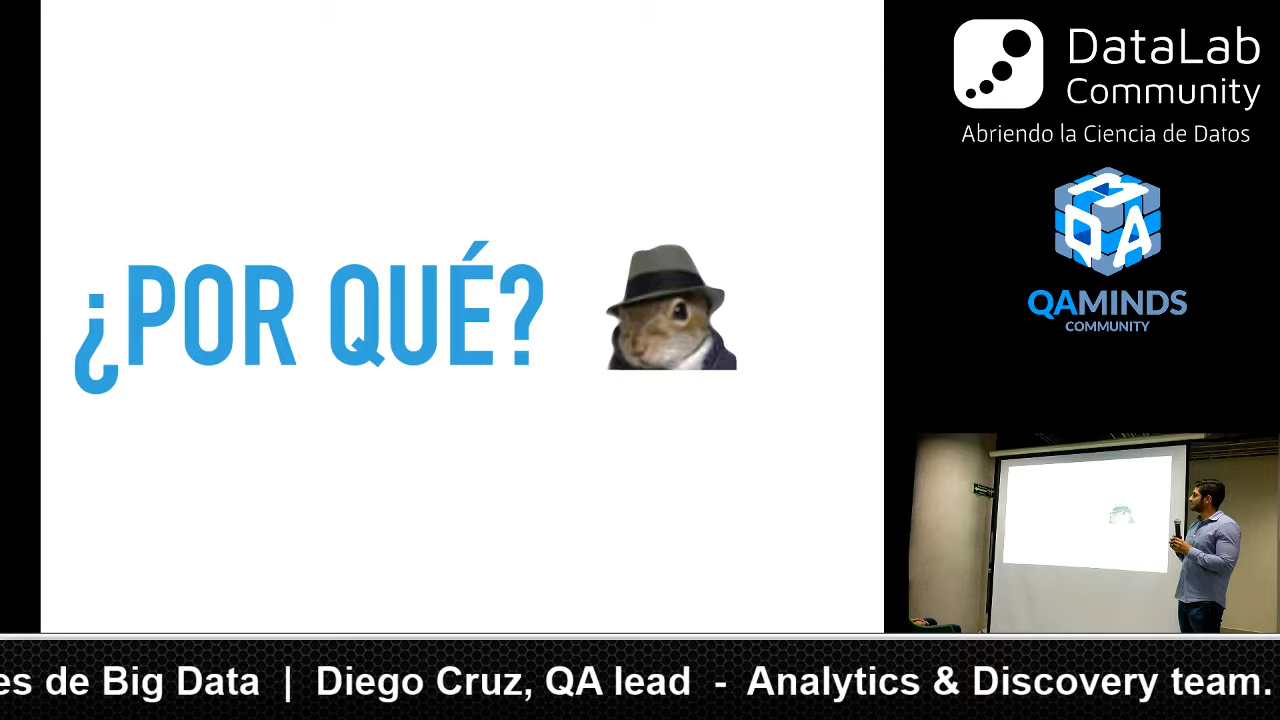 ¿POR QUÉ?
DataLab
Community
Abriendo la Ciencia de Datos
QA M
QAMINDS
COMMUNITY
es de Big Data | Diego Cruz, QA lead - Analytics & Discovery team.